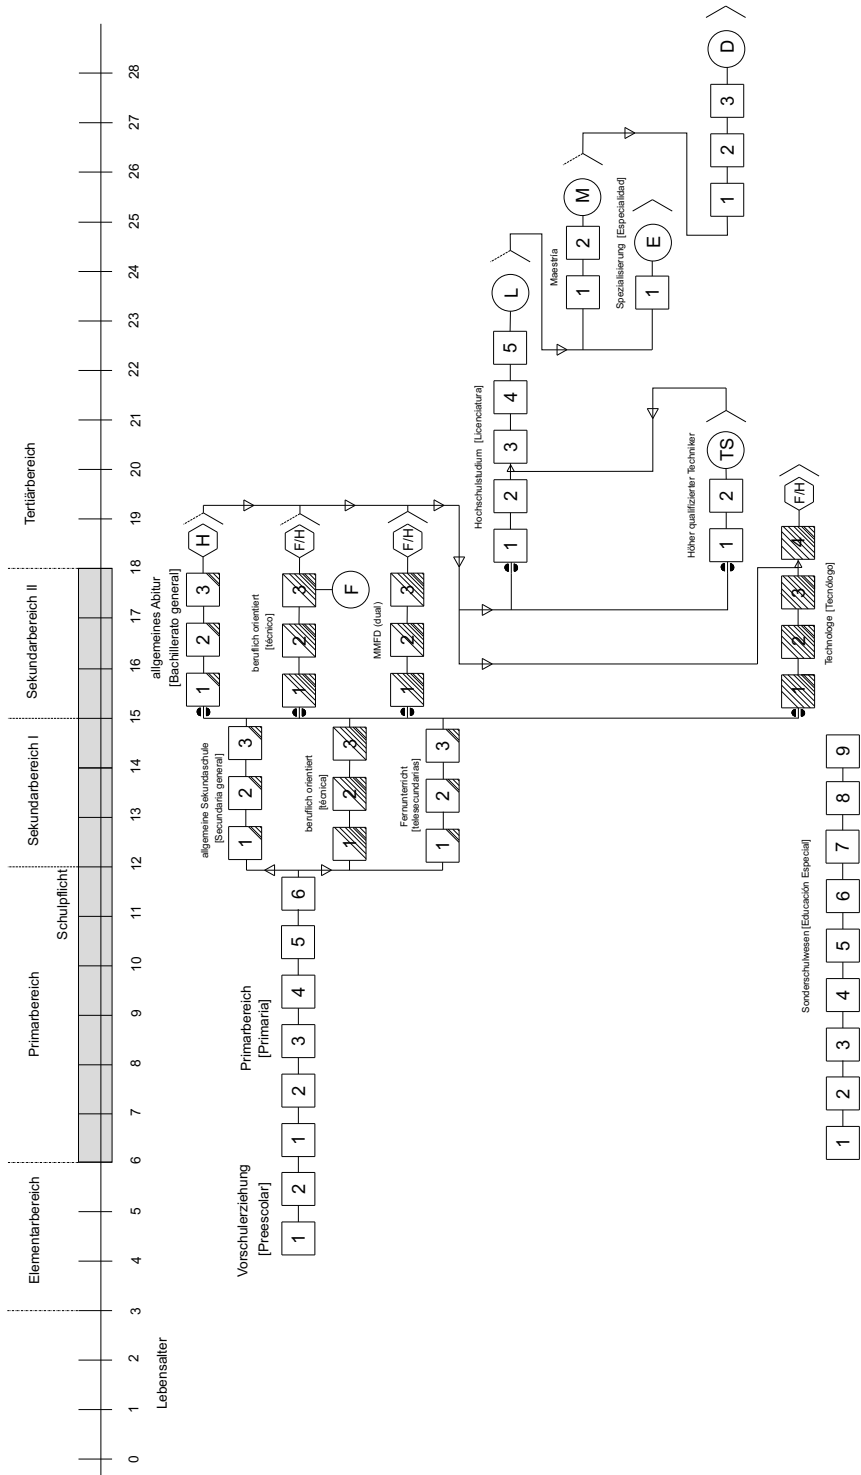 Elementarbereich
Primarbereich
Sekundarbereich I
Sekundarbereich II
Tertiärbereich
Schulpflicht
0 1 2 3 4 5 6 7 8 9 10 11 12 13 14 15 16 17 18 19 20 21 22 23 24 25 26 27 28
Lebensalter
allgemeines Abitur
[Bachillerato general]
1 2 3 H
allgemeine Sekundaschule
[Secundaria general]
1 2 3
Vorschulerziehung
[Preescolar]
1 2
Primarbereich
[Primaria]
1 2 3 4 5 6
beruflich orientiert
[técnico]
1 2 3 F/H
F
beruflich orientiert
[técnica]
1 2 3
MMFD (dual)
1 2 3 F/H
Fernunterricht
[telesecundarias]
1 2 3
Hochschulstudium [Licenciatura]
1 2 3 4 5 L
Maestría
1 2 M
Spezialisierung [Especialidad]
1 E
Höher qualifizierter Techniker
1 2 TS
1 2 3 D
Technologe [Tecnólogo]
1 2 3 4 F/H
Sonderschulwesen [Educación Especial]
1 2 3 4 5 6 7 8 9